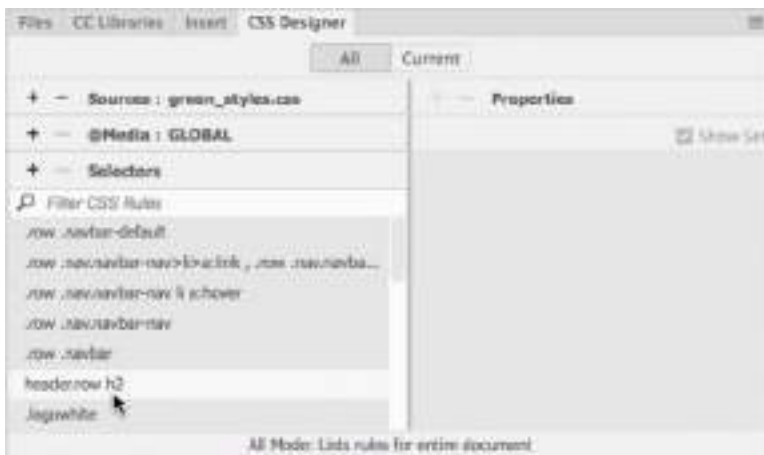 Files CC Libraries Insert CSS Designer
All Current
+ − Sources : green_styles.css
+ − @Media : GLOBAL
+ − Selectors
Filter CSS Rules
.row .navbar-default
.row .nav.navbar-nav>li>a:link , .row .nav.navba...
.row .nav.navbar-nav li a:hover
.row .nav.navbar-nav
.row .navbar
header.row h2
.logowhite
+ − Properties
Show Set
All Mode: Lists rules for entire document